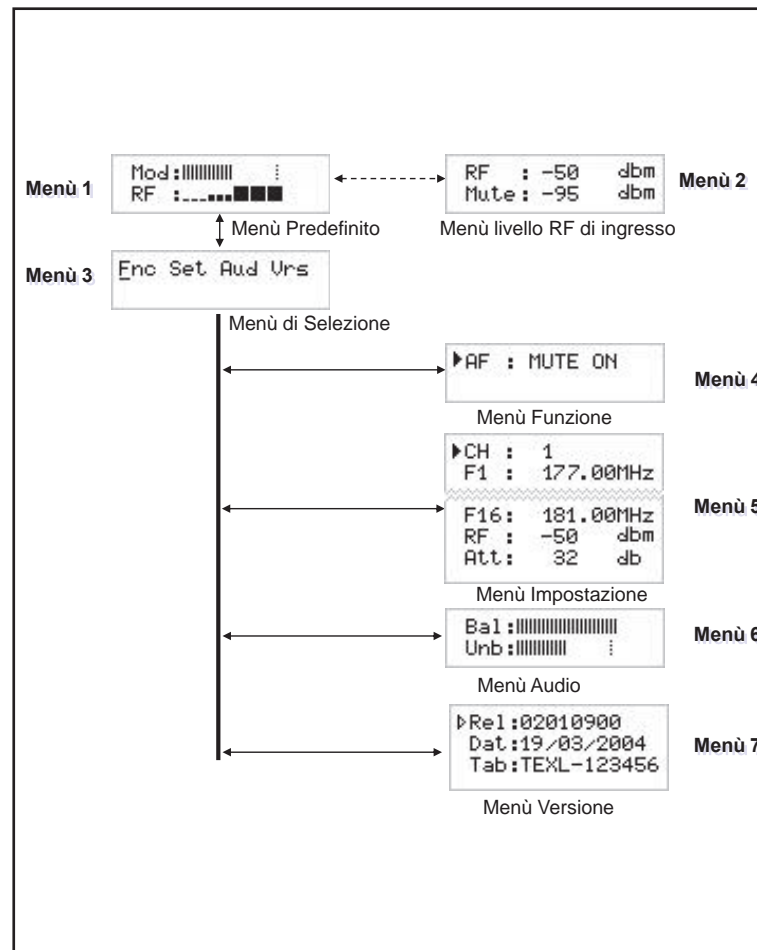 Menù 1
Mod:
RF :
Menù Predefinito
RF : -50 dbm
Mute: -95 dbm
Menù 2
Menù livello RF di ingresso
Menù 3
Fnc Set Aud Vrs
Menù di Selezione
AF : MUTE ON
Menù 4
Menù Funzione
CH : 1
F1 : 177.00MHz
F16: 181.00MHz
RF : -50 dbm
Att: 32 db
Menù 5
Menù Impostazione
Bal:
Unb:
Menù 6
Menù Audio
Rel:02010900
Dat:19/03/2004
Tab:TEXL-123456
Menù 7
Menù Versione